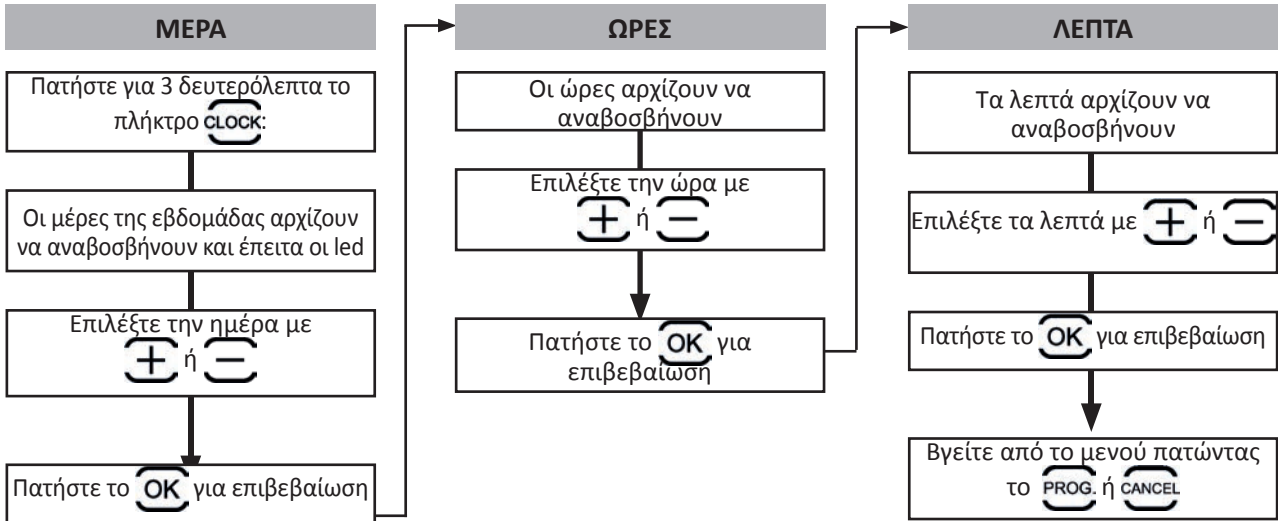 ΜΕΡΑ
Πατήστε για 3 δευτερόλεπτα το
πλήκτρο CLOCK:
Οι μέρες της εβδομάδας αρχίζουν
να αναβοσβήνουν και έπειτα οι led
Επιλέξτε την ημέρα με
+ ή −
Πατήστε το OK για επιβεβαίωση
ΩΡΕΣ
Οι ώρες αρχίζουν να
αναβοσβήνουν
Επιλέξτε την ώρα με
+ ή −
Πατήστε το OK για
επιβεβαίωση
ΛΕΠΤΑ
Τα λεπτά αρχίζουν να
αναβοσβήνουν
Επιλέξτε τα λεπτά με + ή −
Πατήστε το OK για επιβεβαίωση
Βγείτε από το μενού πατώντας
το PROG. ή CANCEL